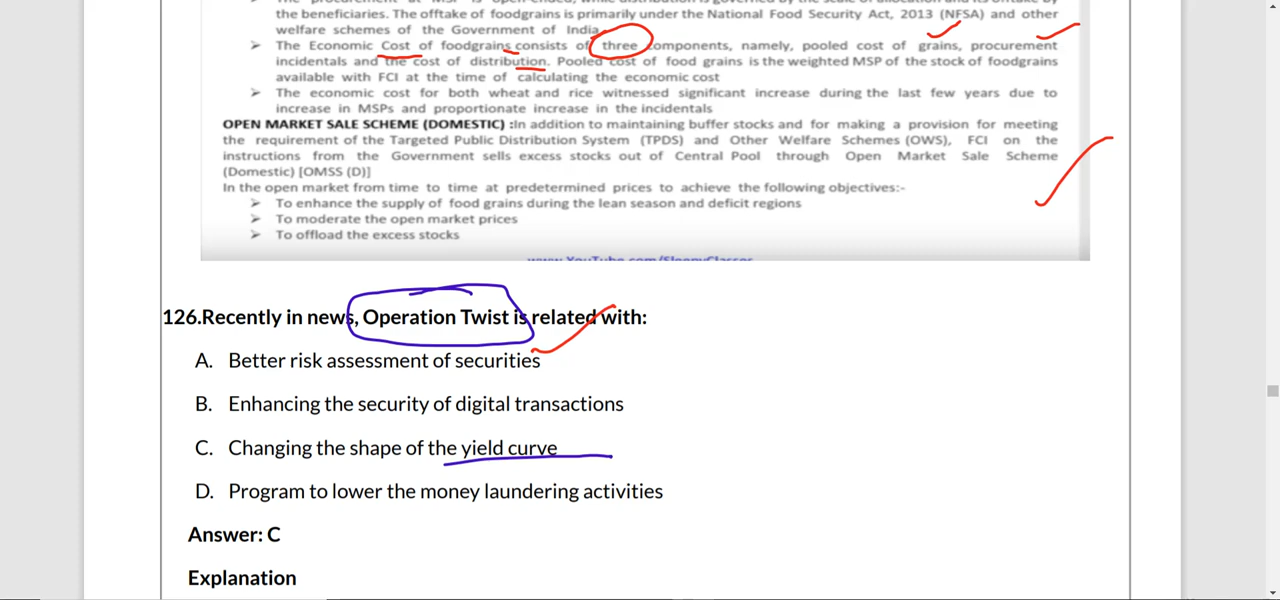 the beneficiaries. The offtake of foodgrains is primarily under the National Food Security Act, 2013 (NFSA) and other
welfare schemes of the Government of India.
➢ The Economic Cost of foodgrains consists of three components, namely, pooled cost of grains, procurement
incidentals and the cost of distribution. Pooled cost of food grains is the weighted MSP of the stock of foodgrains
available with FCI at the time of calculating the economic cost
➢ The economic cost for both wheat and rice witnessed significant increase during the last few years due to
increase in MSPs and proportionate increase in the incidentals
OPEN MARKET SALE SCHEME (DOMESTIC) :In addition to maintaining buffer stocks and for making a provision for meeting
the requirement of the Targeted Public Distribution System (TPDS) and Other Welfare Schemes (OWS), FCI on the
instructions from the Government sells excess stocks out of Central Pool through Open Market Sale Scheme
(Domestic) [OMSS (D)]
In the open market from time to time at predetermined prices to achieve the following objectives:-
➢ To enhance the supply of food grains during the lean season and deficit regions
➢ To moderate the open market prices
➢ To offload the excess stocks
www.YouTube.com/SleepyClasses
126.Recently in news, Operation Twist is related with:
A. Better risk assessment of securities
B. Enhancing the security of digital transactions
C. Changing the shape of the yield curve
D. Program to lower the money laundering activities
Answer: C
Explanation